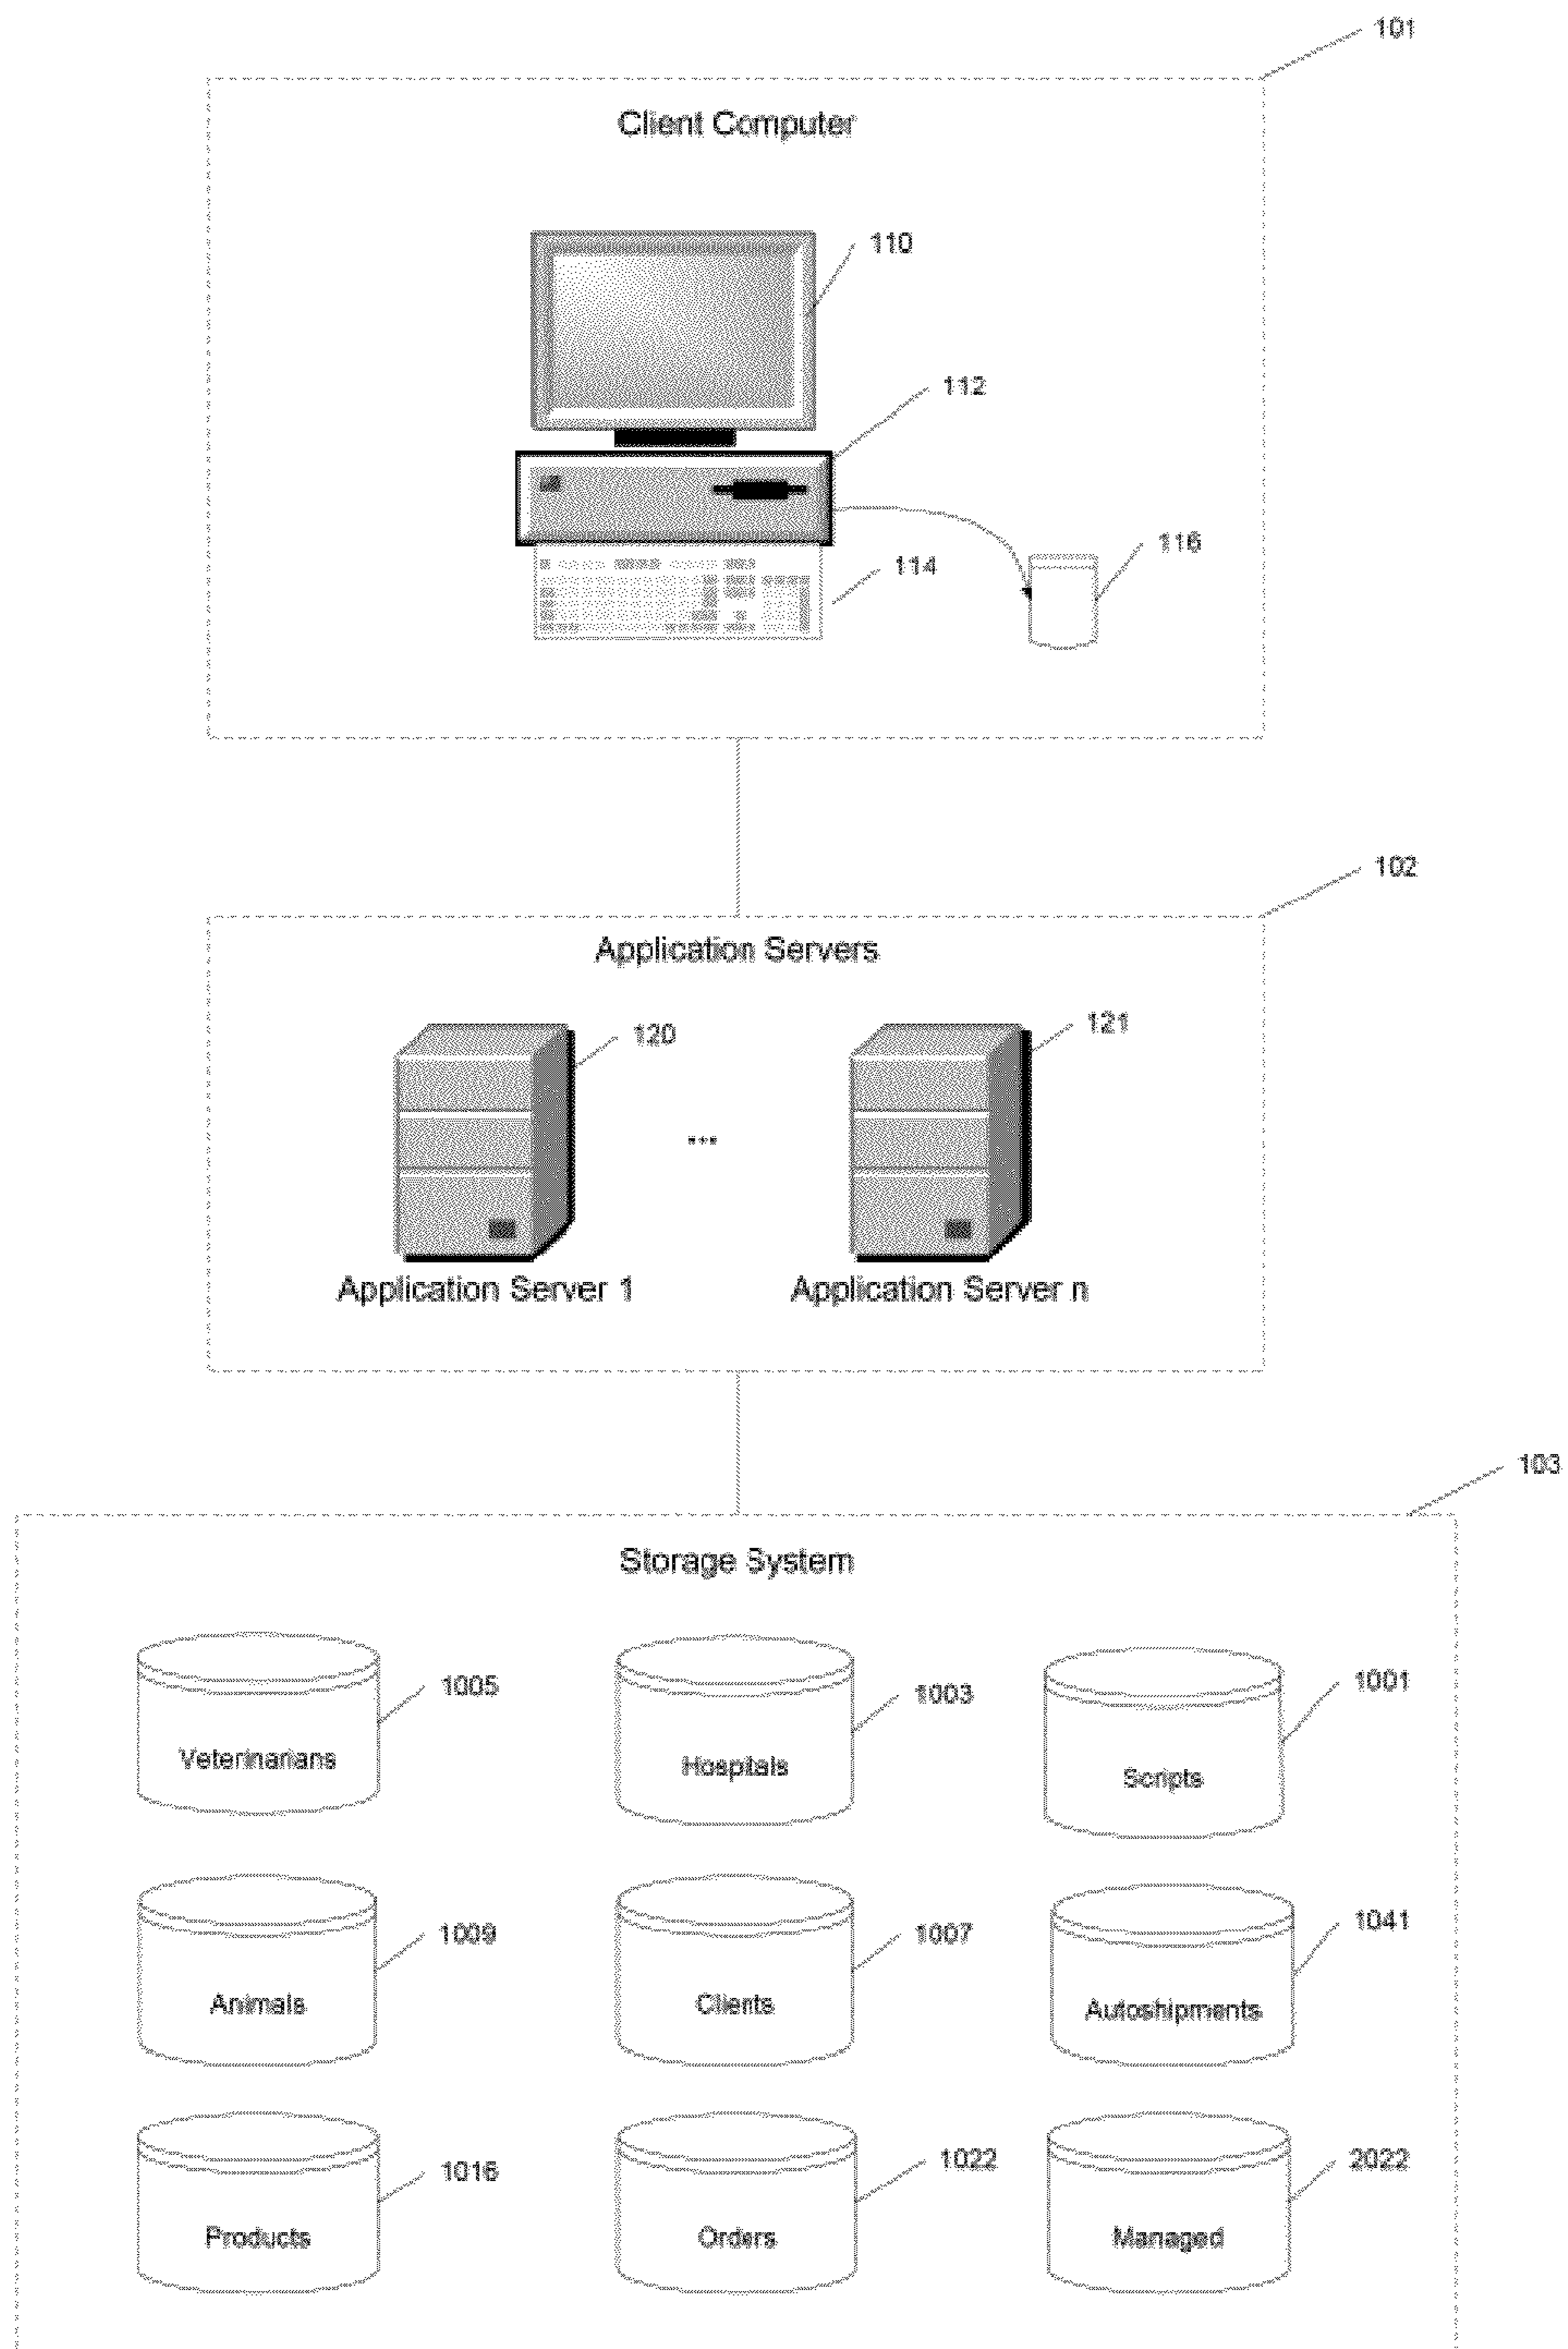 101
Client Computer
110
112
116
114
102
Application Servers
120
121
...
Application Server 1
Application Server n
103
Storage System
1005
1003
1001
Veterinarians
Hospitals
Scripts
1009
1007
1041
Animals
Clients
Autoshipments
1016
1022
2022
Products
Orders
Managed